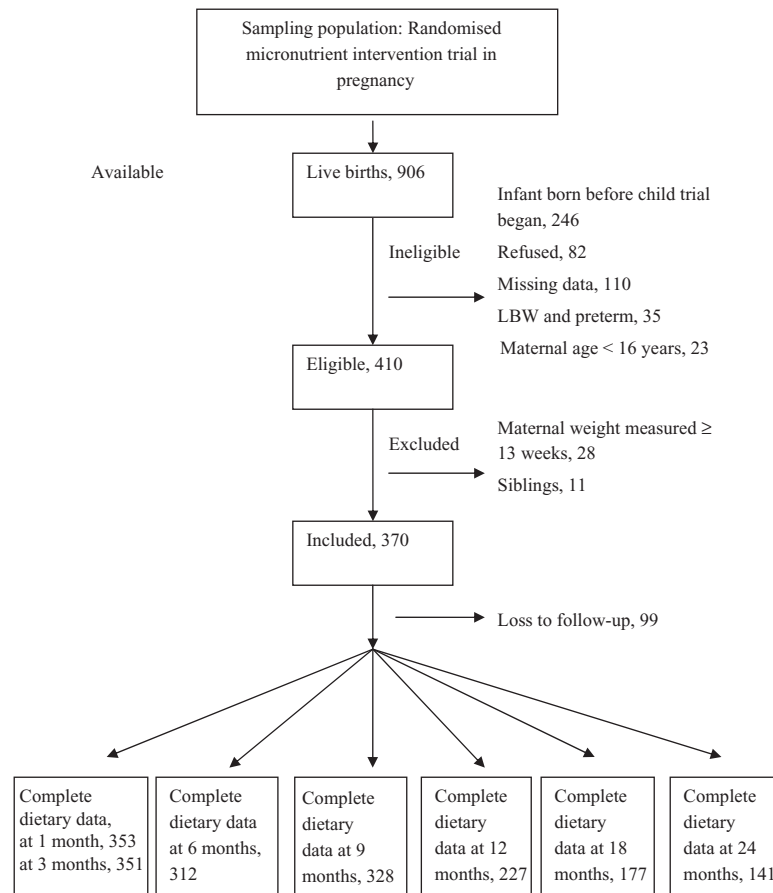 Sampling population: Randomised
micronutrient intervention trial in
pregnancy
Available
Live births, 906
Infant born before child trial
began, 246
Ineligible
Refused, 82
Missing data, 110
LBW and preterm, 35
Maternal age < 16 years, 23
Eligible, 410
Excluded
Maternal weight measured ≥
13 weeks, 28
Siblings, 11
Included, 370
Loss to follow-up, 99
Complete
dietary data,
at 1 month, 353
at 3 months, 351
Complete
dietary data
at 6 months,
312
Complete
dietary
data at 9
months, 328
Complete
dietary
data at 12
months, 227
Complete
dietary
data at 18
months, 177
Complete
dietary
data at 24
months, 141